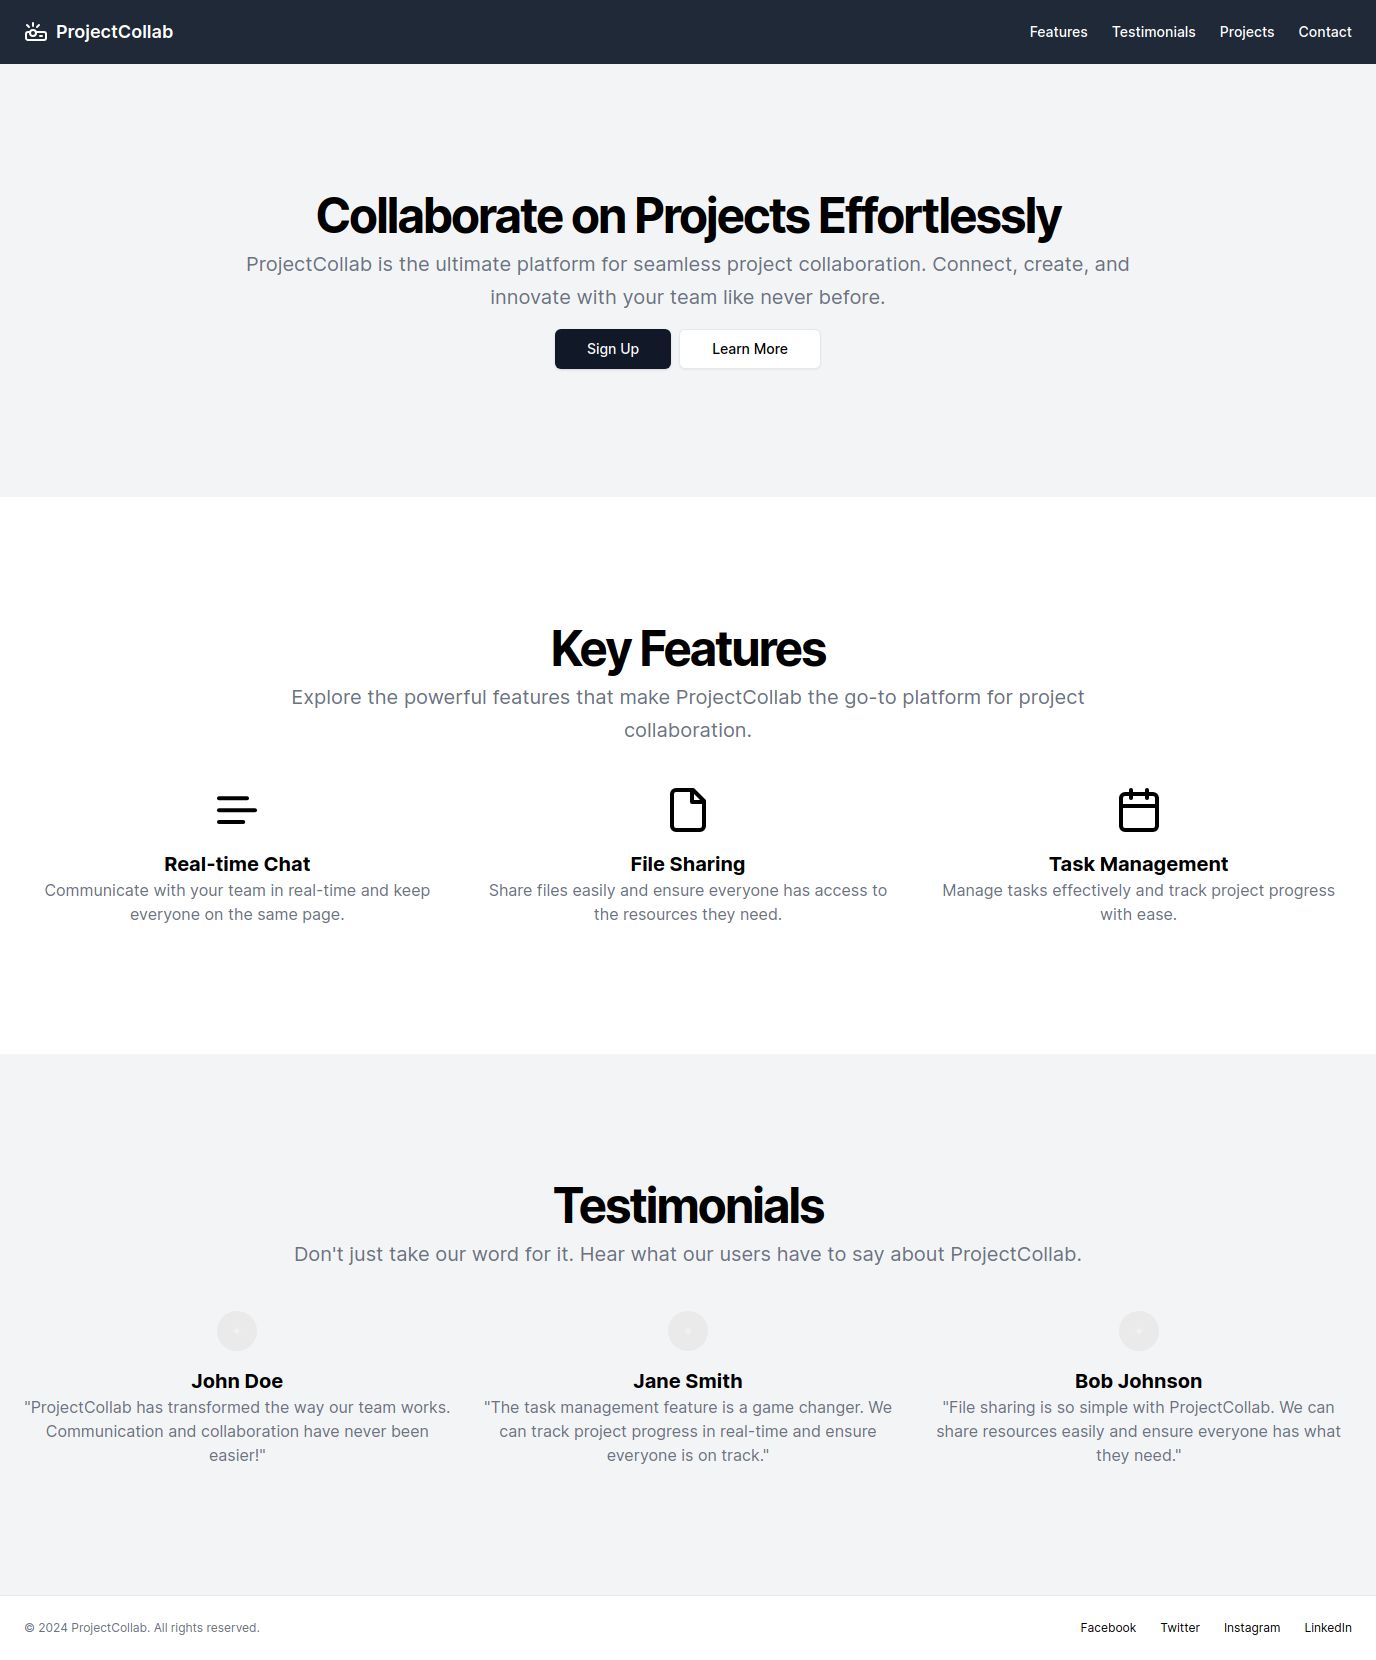 ProjectCollab
Features
Testimonials
Projects
Contact
Collaborate on Projects Effortlessly
ProjectCollab is the ultimate platform for seamless project collaboration. Connect, create, and
innovate with your team like never before.
Sign Up
Learn More
Key Features
Explore the powerful features that make ProjectCollab the go-to platform for project
collaboration.
Real-time Chat
Communicate with your team in real-time and keep
everyone on the same page.
File Sharing
Share files easily and ensure everyone has access to
the resources they need.
Task Management
Manage tasks effectively and track project progress
with ease.
Testimonials
Don't just take our word for it. Hear what our users have to say about ProjectCollab.
John Doe
"ProjectCollab has transformed the way our team works.
Communication and collaboration have never been
easier!"
Jane Smith
"The task management feature is a game changer. We
can track project progress in real-time and ensure
everyone is on track."
Bob Johnson
"File sharing is so simple with ProjectCollab. We can
share resources easily and ensure everyone has what
they need."
© 2024 ProjectCollab. All rights reserved.
Facebook
Twitter
Instagram
LinkedIn